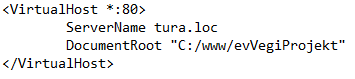 <VirtualHost *:80>
ServerName tura.loc
DocumentRoot "C:/www/evVegiProjekt"
</VirtualHost>